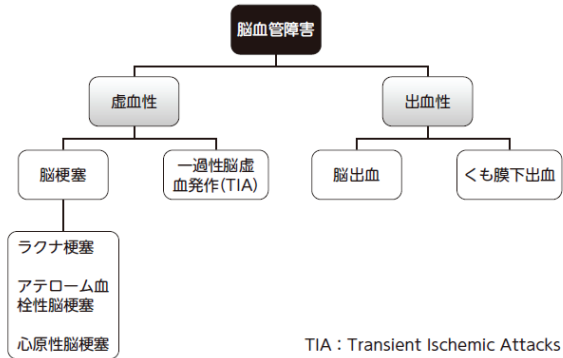 脳血管障害
虚血性
出血性
脳梗塞
一過性脳虚
血発作(TIA)
脳出血
くも膜下出血
ラクナ梗塞
アテローム血
栓性脳梗塞
心原性脳梗塞
TIA：Transient Ischemic Attacks